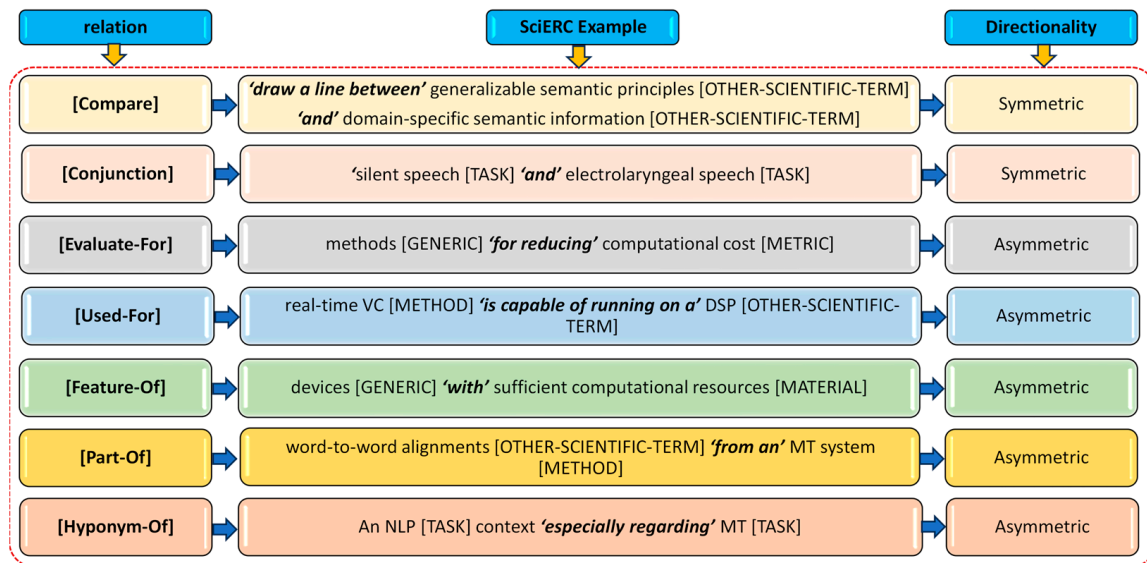 relation
SciERC Example
Directionality
[Compare]
'draw a line between' generalizable semantic principles [OTHER-SCIENTIFIC-TERM]
'and' domain-specific semantic information [OTHER-SCIENTIFIC-TERM]
Symmetric
[Conjunction]
'silent speech [TASK] 'and' electrolaryngeal speech [TASK]
Symmetric
[Evaluate-For]
methods [GENERIC] 'for reducing' computational cost [METRIC]
Asymmetric
[Used-For]
real-time VC [METHOD] 'is capable of running on a' DSP [OTHER-SCIENTIFIC-
TERM]
Asymmetric
[Feature-Of]
devices [GENERIC] 'with' sufficient computational resources [MATERIAL]
Asymmetric
[Part-Of]
word-to-word alignments [OTHER-SCIENTIFIC-TERM] 'from an' MT system
[METHOD]
Asymmetric
[Hyponym-Of]
An NLP [TASK] context 'especially regarding' MT [TASK]
Asymmetric